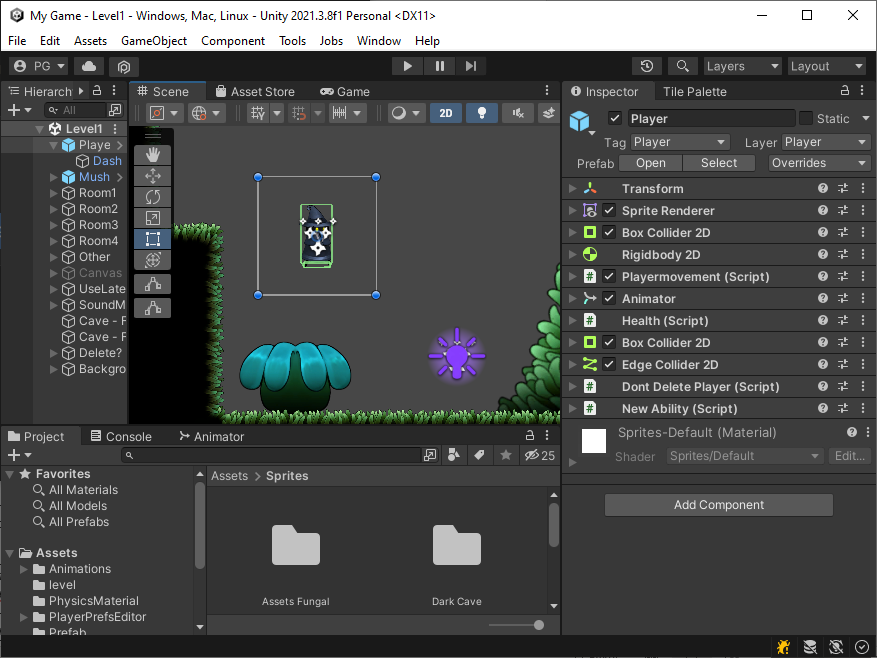 My Game - Level1 - Windows, Mac, Linux - Unity 2021.3.8f1 Personal <DX11>
File Edit Assets GameObject Component Tools Jobs Window Help
PG Layers Layout
Hierarch
All
Level1
Playe
Dash
Mush
Room1
Room2
Room3
Room4
Other
Canvas
UseLate
SoundM
Cave - F
Cave - F
Delete?
Backgro
Scene Asset Store Game
2D
Inspector Tile Palette
Player Static
Tag Player Layer Player
Prefab Open Select Overrides
Transform
Sprite Renderer
Box Collider 2D
Rigidbody 2D
Playermovement (Script)
Animator
Health (Script)
Box Collider 2D
Edge Collider 2D
Dont Delete Player (Script)
New Ability (Script)
Sprites-Default (Material)
Shader Sprites/Default Edit...
Add Component
Project Console Animator
25
Favorites
All Materials
All Models
All Prefabs
Assets
Animations
level
PhysicsMaterial
PlayerPrefsEditor
Prefab
Assets > Sprites
Assets Fungal Dark Cave